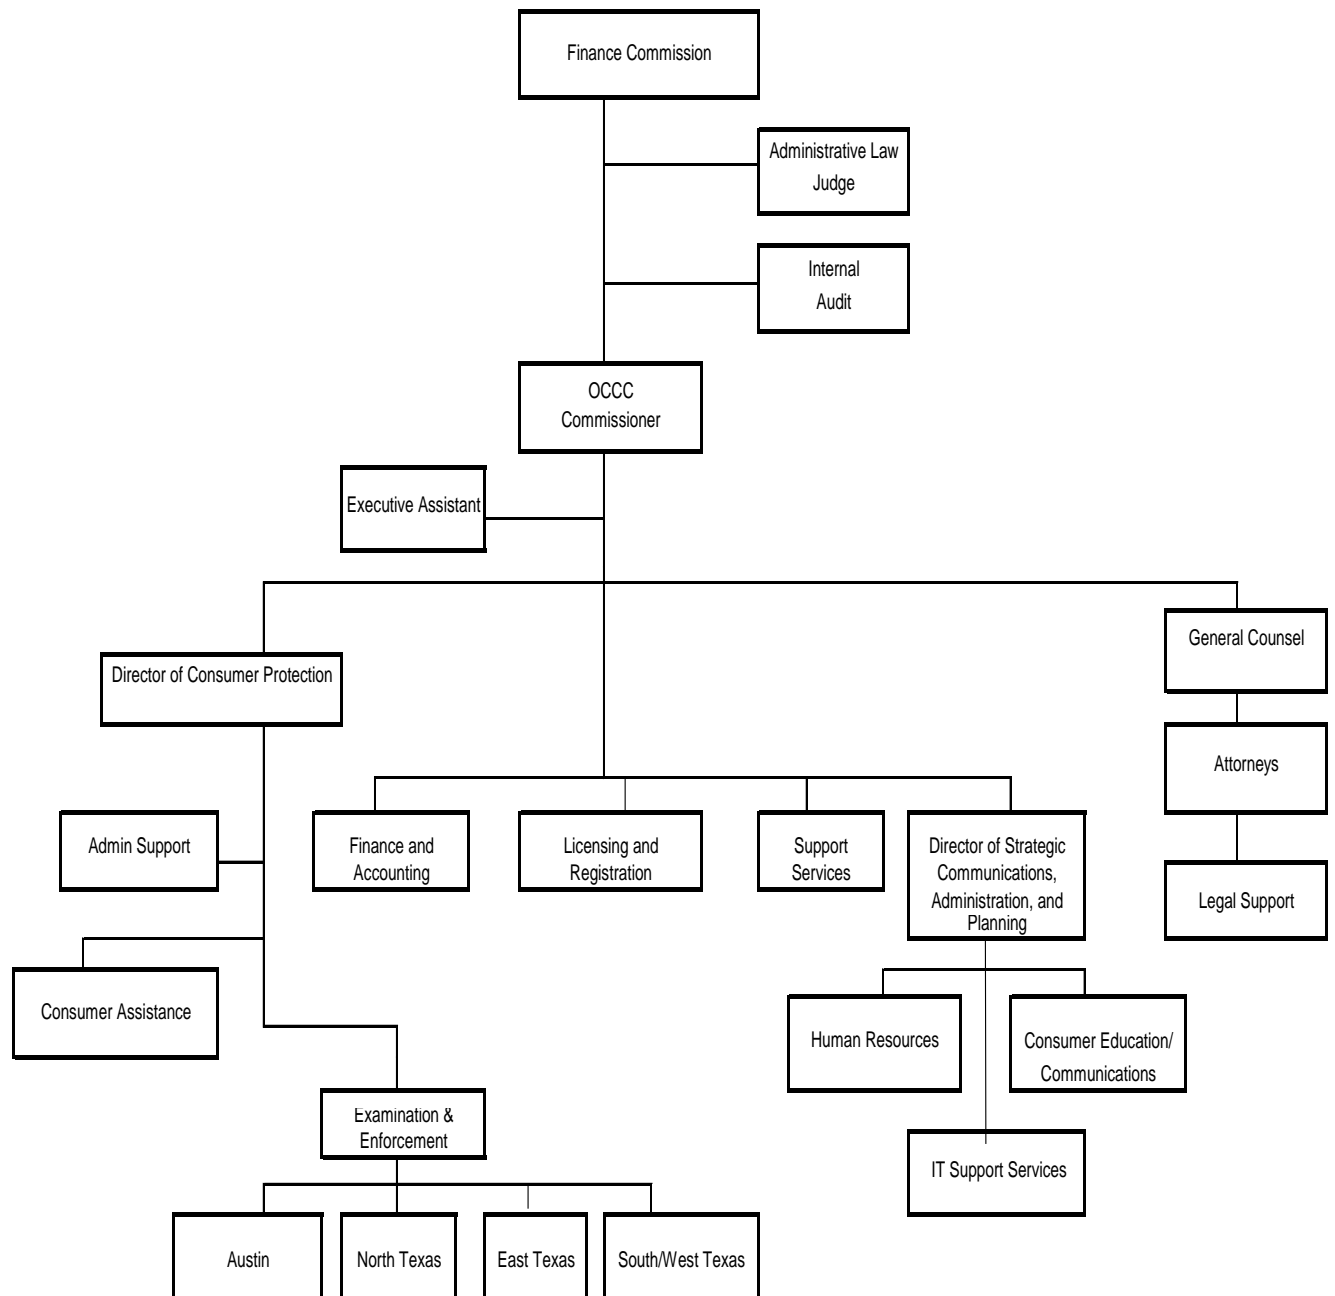 Finance Commission
Administrative Law
Judge
Internal
Audit
OCCC
Commissioner
Executive Assistant
General Counsel
Director of Consumer Protection
Attorneys
Admin Support
Finance and
Accounting
Licensing and
Registration
Support
Services
Director of Strategic
Communications,
Administration, and
Planning
Legal Support
Consumer Assistance
Human Resources
Consumer Education/
Communications
Examination &
Enforcement
IT Support Services
Austin
North Texas
East Texas
South/West Texas